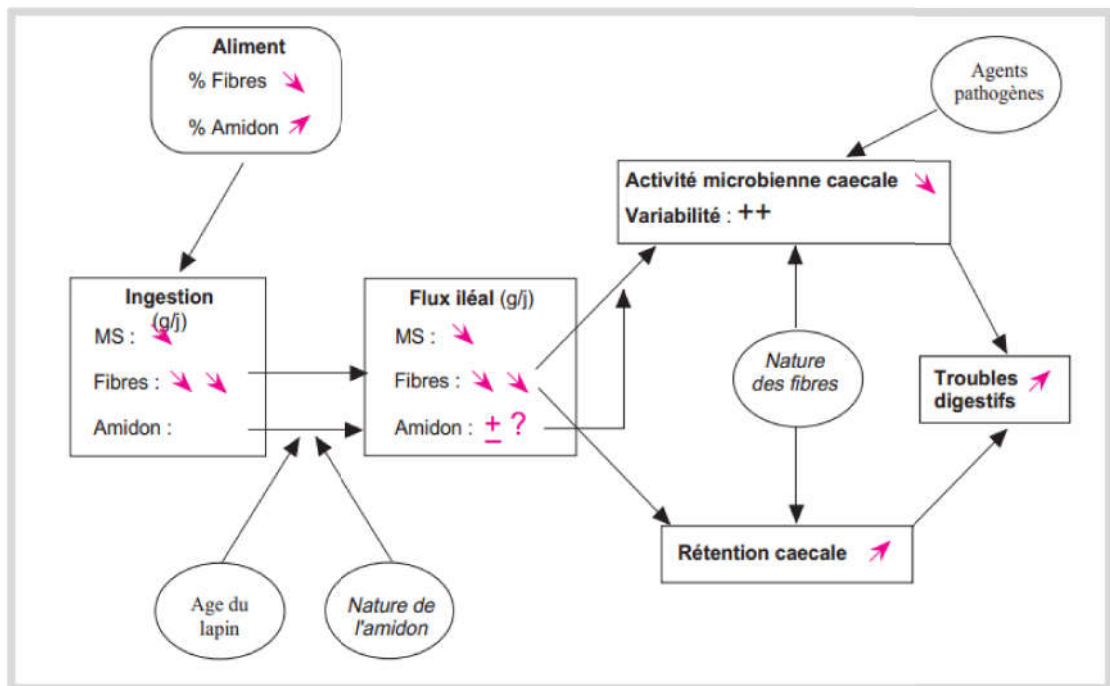 Aliment
% Fibres
% Amidon
Agents
pathogènes
Activité microbienne caecale
Variabilité : ++
Ingestion
(g/j)
MS :
Fibres :
Amidon :
Flux iléal (g/j)
MS :
Fibres :
Amidon : ± ?
Nature
des fibres
Troubles
digestifs
Rétention caecale
Age du
lapin
Nature de
l'amidon